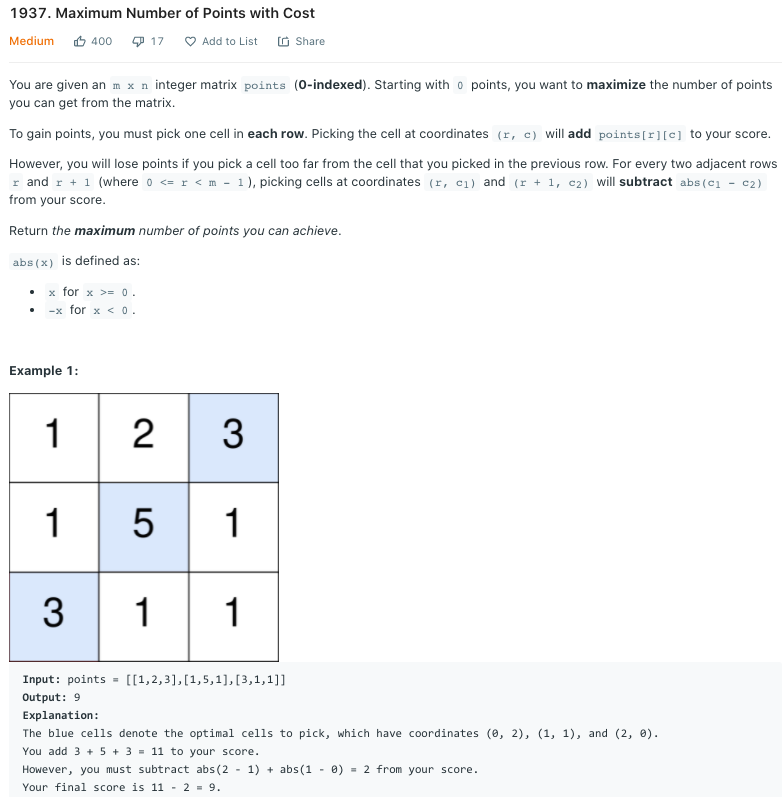 1937. Maximum Number of Points with Cost
Medium 400 17 Add to List Share
You are given an m x n integer matrix points (0-indexed). Starting with 0 points, you want to maximize the number of points
you can get from the matrix.
To gain points, you must pick one cell in each row. Picking the cell at coordinates (r, c) will add points[r][c] to your score.
However, you will lose points if you pick a cell too far from the cell that you picked in the previous row. For every two adjacent rows
r and r + 1 (where 0 <= r < m - 1), picking cells at coordinates (r, c₁) and (r + 1, c₂) will subtract abs(c₁ - c₂)
from your score.
Return the maximum number of points you can achieve.
abs(x) is defined as:
• x for x >= 0.
• -x for x < 0.
Example 1:
1 2 3
1 5 1
3 1 1
Input: points = [[1,2,3],[1,5,1],[3,1,1]]
Output: 9
Explanation:
The blue cells denote the optimal cells to pick, which have coordinates (0, 2), (1, 1), and (2, 0).
You add 3 + 5 + 3 = 11 to your score.
However, you must subtract abs(2 - 1) + abs(1 - 0) = 2 from your score.
Your final score is 11 - 2 = 9.